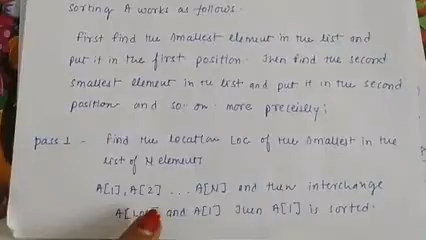 sorting A works as follows.
First find the smallest element in the list and
put it in the first position. Then find the second
smallest element in the list and put it in the second
position and so on. more precisely;
pass 1 - Find the location LOC of the smallest in the
list of N element
A[1], A[2] ... A[N] and then interchange
A[LOC] and A[1] Then A[1] is sorted.